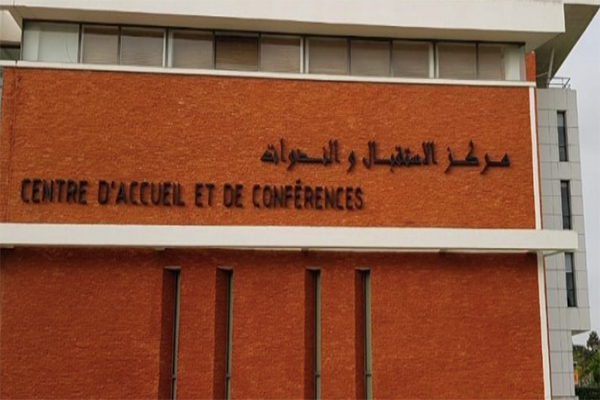 مركز الاستقبال و الندوات
CENTRE D'ACCUEIL ET DE CONFÉRENCES